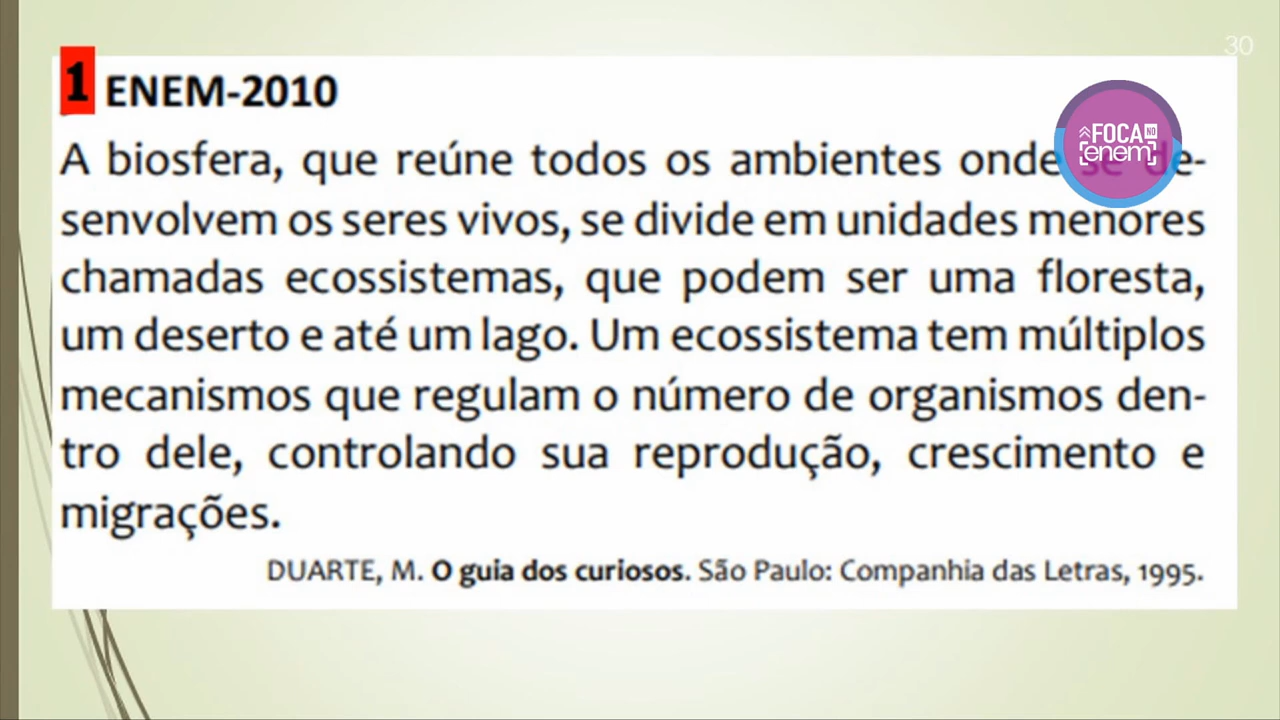 30
1 ENEM-2010
FOCA NO
enem
A biosfera, que reúne todos os ambientes onde se de-
senvolvem os seres vivos, se divide em unidades menores
chamadas ecossistemas, que podem ser uma floresta,
um deserto e até um lago. Um ecossistema tem múltiplos
mecanismos que regulam o número de organismos den-
tro dele, controlando sua reprodução, crescimento e
migrações.
DUARTE, M. O guia dos curiosos. São Paulo: Companhia das Letras, 1995.